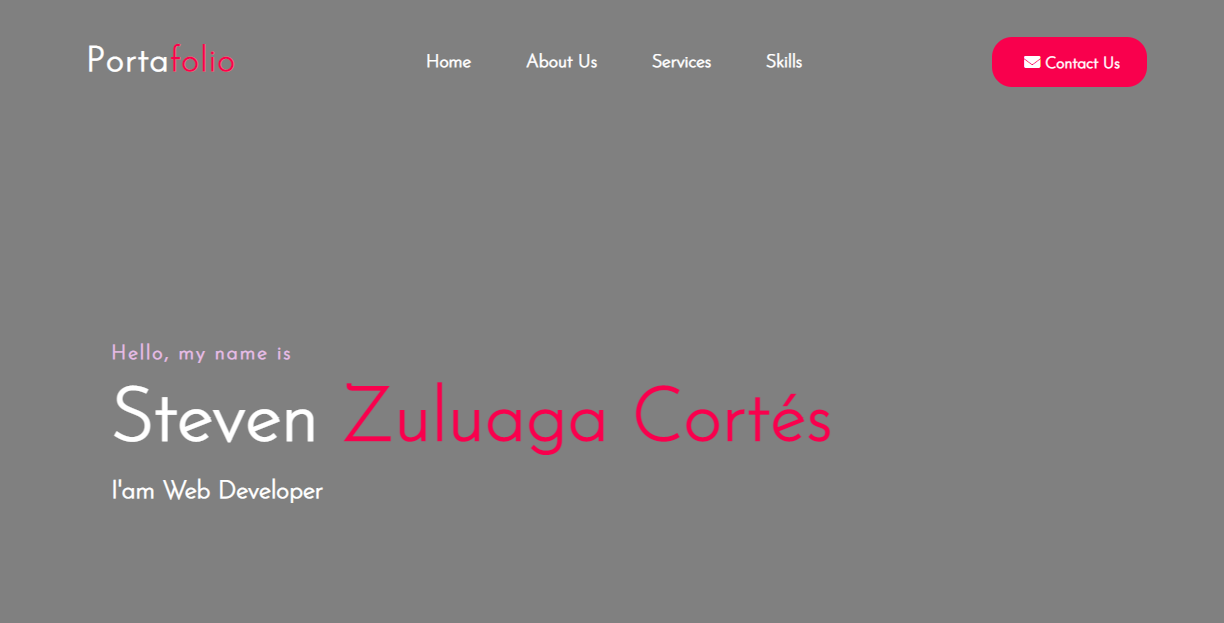 Portafolio
Home About Us Services Skills
Contact Us
Hello, my name is
Steven Zuluaga Cortés
I'am Web Developer